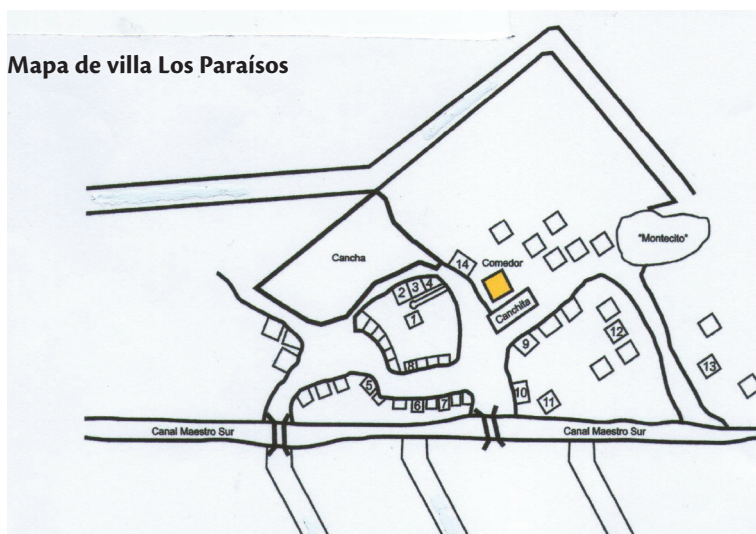 Mapa de villa Los Paraísos
"Montecito"
Cancha
14
Comedor
2
3
4
Canchita
1
9
12
8
13
5
10
11
6
7
Canal Maestro Sur
Canal Maestro Sur